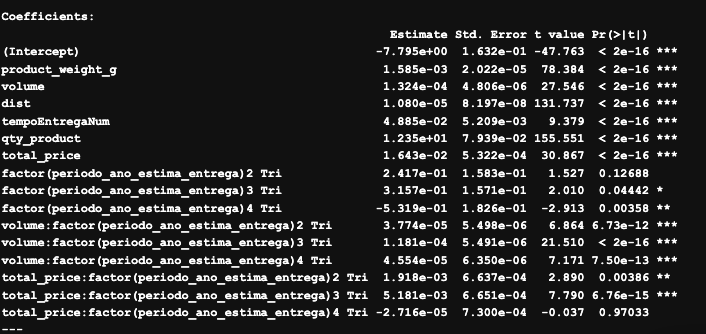 Coefficients:
Estimate Std. Error t value Pr(>|t|)
(Intercept) -7.795e+00 1.632e-01 -47.763 < 2e-16 ***
product_weight_g 1.585e-03 2.022e-05 78.384 < 2e-16 ***
volume 1.324e-04 4.806e-06 27.546 < 2e-16 ***
dist 1.080e-05 8.197e-08 131.737 < 2e-16 ***
tempoEntregaNum 4.885e-02 5.209e-03 9.379 < 2e-16 ***
qty_product 1.235e+01 7.939e-02 155.551 < 2e-16 ***
total_price 1.643e-02 5.322e-04 30.867 < 2e-16 ***
factor(periodo_ano_estima_entrega)2 Tri 2.417e-01 1.583e-01 1.527 0.12688
factor(periodo_ano_estima_entrega)3 Tri 3.157e-01 1.571e-01 2.010 0.04442 *
factor(periodo_ano_estima_entrega)4 Tri -5.319e-01 1.826e-01 -2.913 0.00358 **
volume:factor(periodo_ano_estima_entrega)2 Tri 3.774e-05 5.498e-06 6.864 6.73e-12 ***
volume:factor(periodo_ano_estima_entrega)3 Tri 1.181e-04 5.491e-06 21.510 < 2e-16 ***
volume:factor(periodo_ano_estima_entrega)4 Tri 4.554e-05 6.350e-06 7.171 7.50e-13 ***
total_price:factor(periodo_ano_estima_entrega)2 Tri 1.918e-03 6.637e-04 2.890 0.00386 **
total_price:factor(periodo_ano_estima_entrega)3 Tri 5.181e-03 6.651e-04 7.790 6.76e-15 ***
total_price:factor(periodo_ano_estima_entrega)4 Tri -2.716e-05 7.300e-04 -0.037 0.97033
---